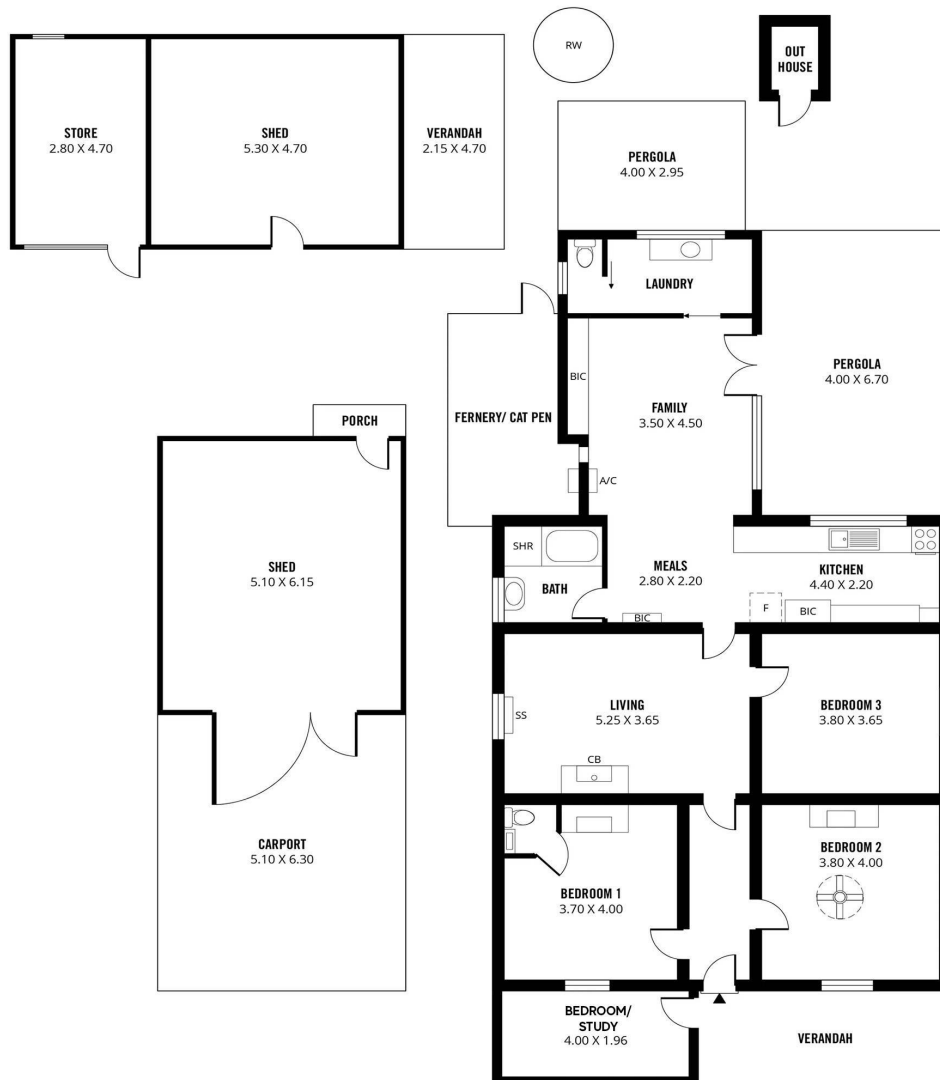 RW
OUT
HOUSE
STORE
2.80 X 4.70
SHED
5.30 X 4.70
VERANDAH
2.15 X 4.70
PERGOLA
4.00 X 2.95
LAUNDRY
BIC
FAMILY
3.50 X 4.50
PERGOLA
4.00 X 6.70
FERNERY/ CAT PEN
A/C
PORCH
SHED
5.10 X 6.15
SHR
BATH
MEALS
2.80 X 2.20
BIC
KITCHEN
4.40 X 2.20
F
BIC
LIVING
5.25 X 3.65
SS
CB
BEDROOM 3
3.80 X 3.65
CARPORT
5.10 X 6.30
BEDROOM 1
3.70 X 4.00
BEDROOM 2
3.80 X 4.00
BEDROOM/
STUDY
4.00 X 1.96
VERANDAH